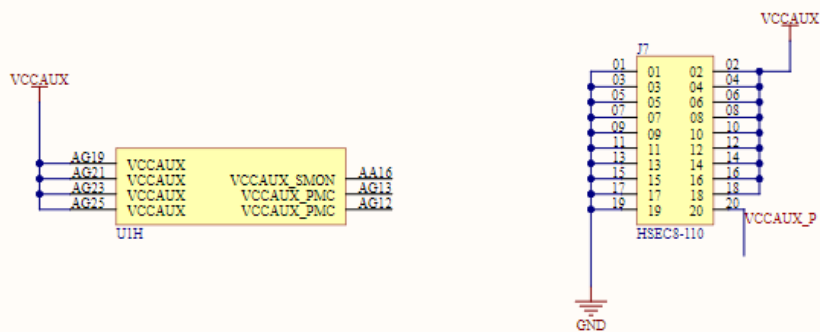 VCCAUX
J7
01 01 02 02
03 03 04 04
05 05 06 06
07 07 08 08
09 09 10 10
11 11 12 12
13 13 14 14
15 15 16 16
17 17 18 18
19 19 20 20
VCCAUX_P
HSEC8-110
GND
VCCAUX
AG19 VCCAUX
AG21 VCCAUX VCCAUX_SMON AA16
AG23 VCCAUX VCCAUX_PMC AG13
AG25 VCCAUX VCCAUX_PMC AG12
U1H